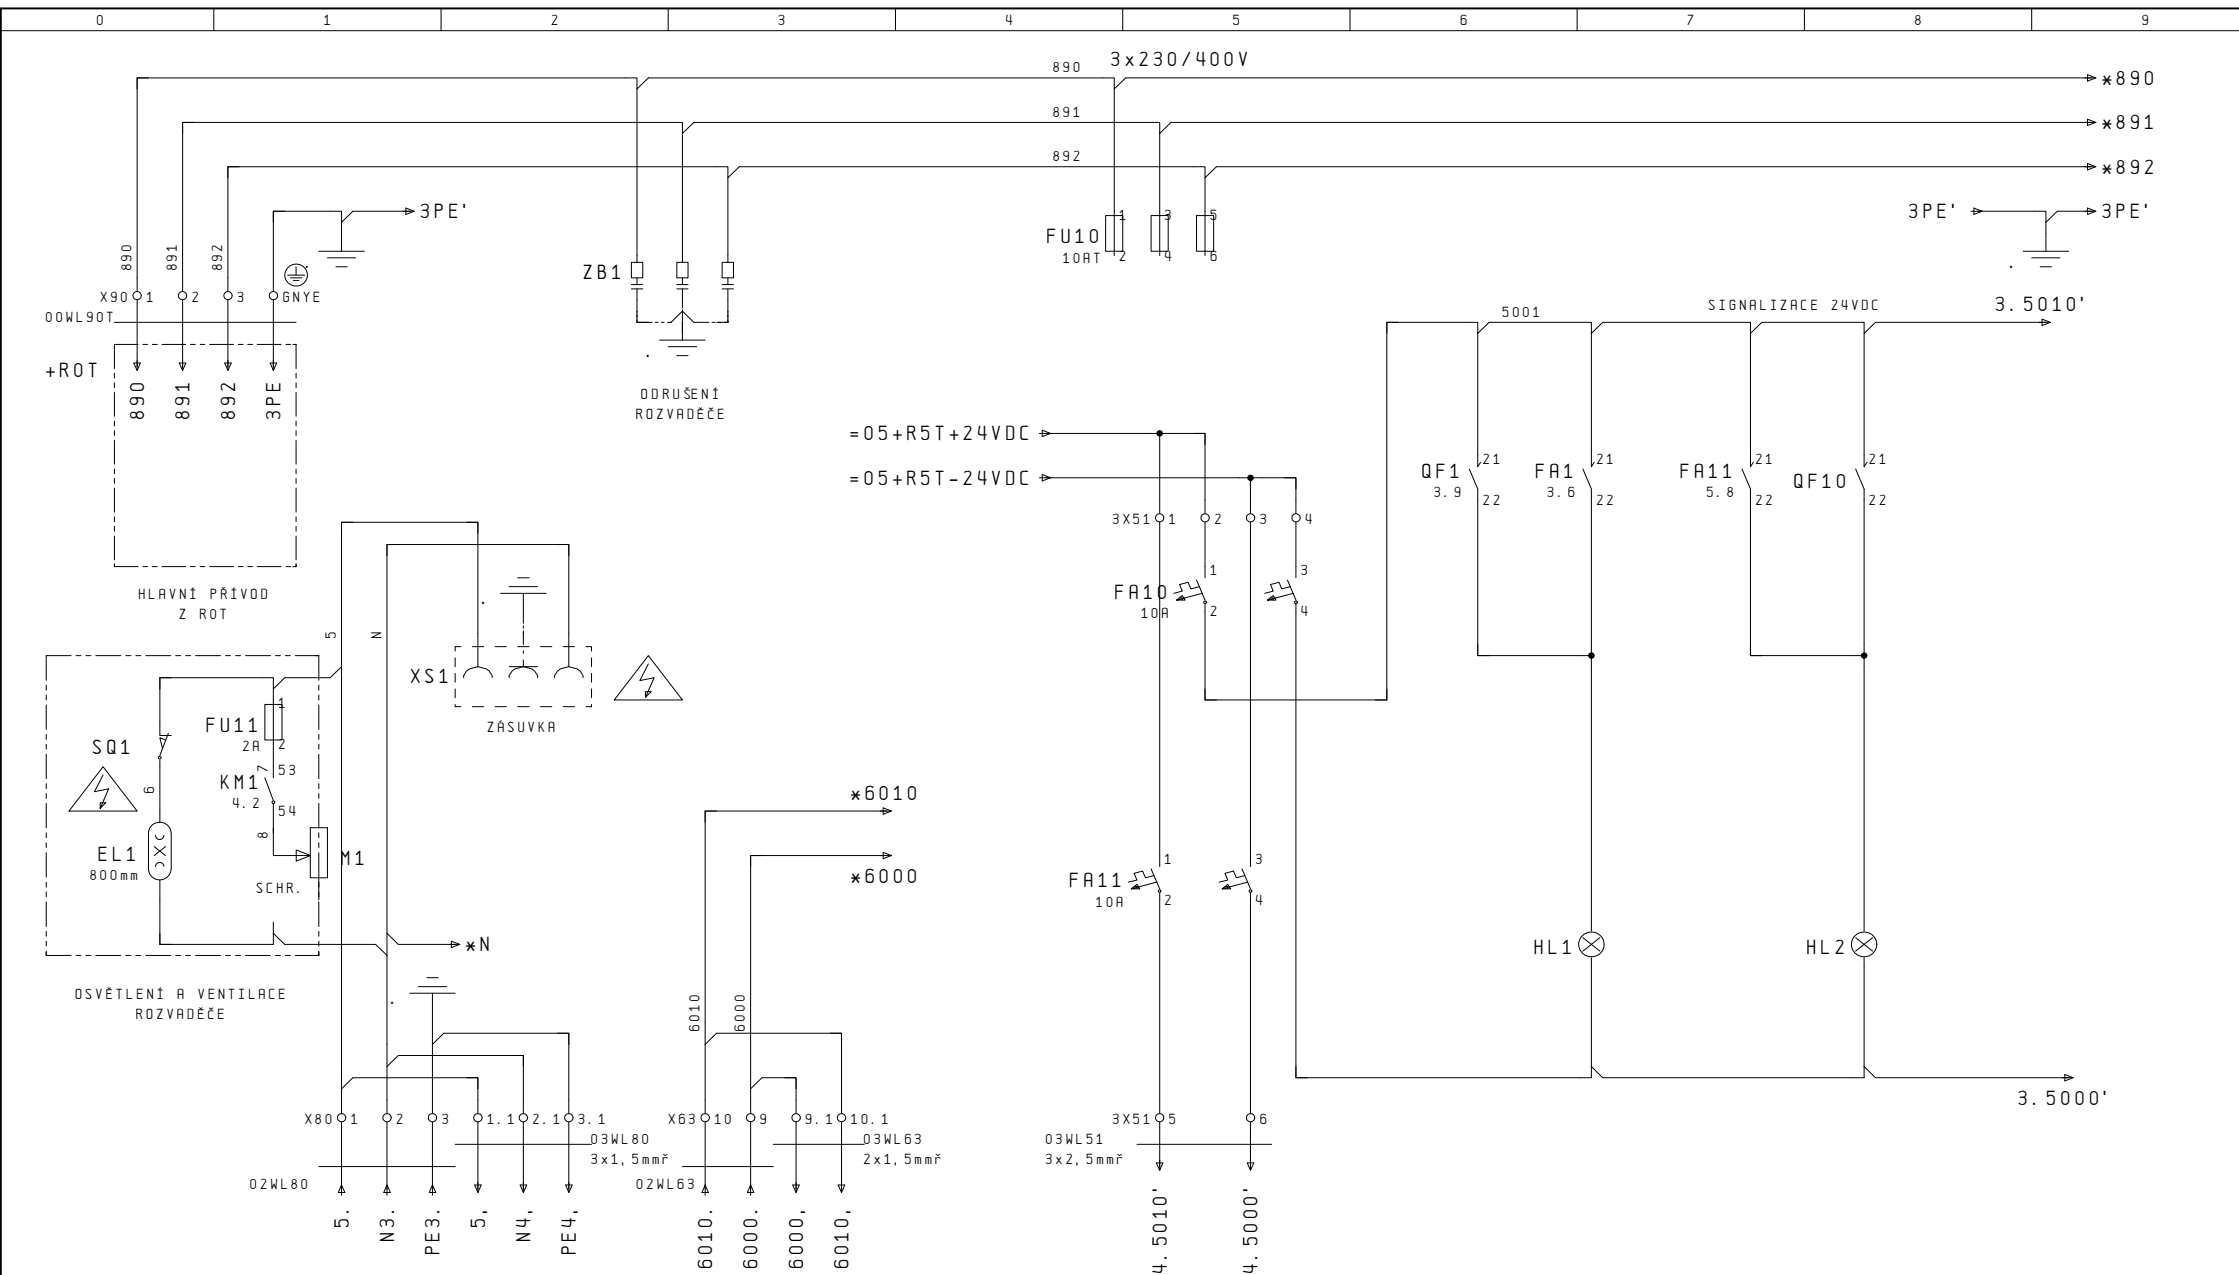 0 1 2 3 4 5 6 7 8 9
3x230/400V
890 *890
891 *891
892 *892
3PE'
3PE' 3PE'
890 891 892
FU10 1 3 5
10AT 2 4 6
ZB1
X90 1 2 3 GNYE
00WL90T
5001 SIGNALIZACE 24VDC 3.5010'
+ROT
890 891 892 3PE
ODRUŠENÍ
ROZVADĚČE
=05+R5T+24VDC
=05+R5T-24VDC
QF1 21 FA1 21 FA11 21 QF10 21
3.9 22 3.6 22 5.8 22 22
3X51 1 2 3 4
FA10 1 3
10A 2 4
HLAVNÍ PŘÍVOD
Z ROT
5 N
XS1
ZÁSUVKA
SQ1 FU11 1
2A 2
7 53
KM1
4.2 54
6
8
EL1 M1
800mm
SCHR.
*6010
*6000
FA11 1 3
10A 2 4
*N
HL1 HL2
OSVĚTLENÍ A VENTILACE
ROZVADĚČE
6010 6000
3.5000'
X80 1 2 3 1.1 2.1 3.1
03WL80
3x1,5mmř
02WL80
X63 10 9 9.1 10.1
03WL63
2x1,5mmř
02WL63
3X51 5 6
03WL51
3x2,5mmř
5. N3. PE3. 5, N4, PE4,
6010. 6000. 6000, 6010,
4.5010' 4.5000'